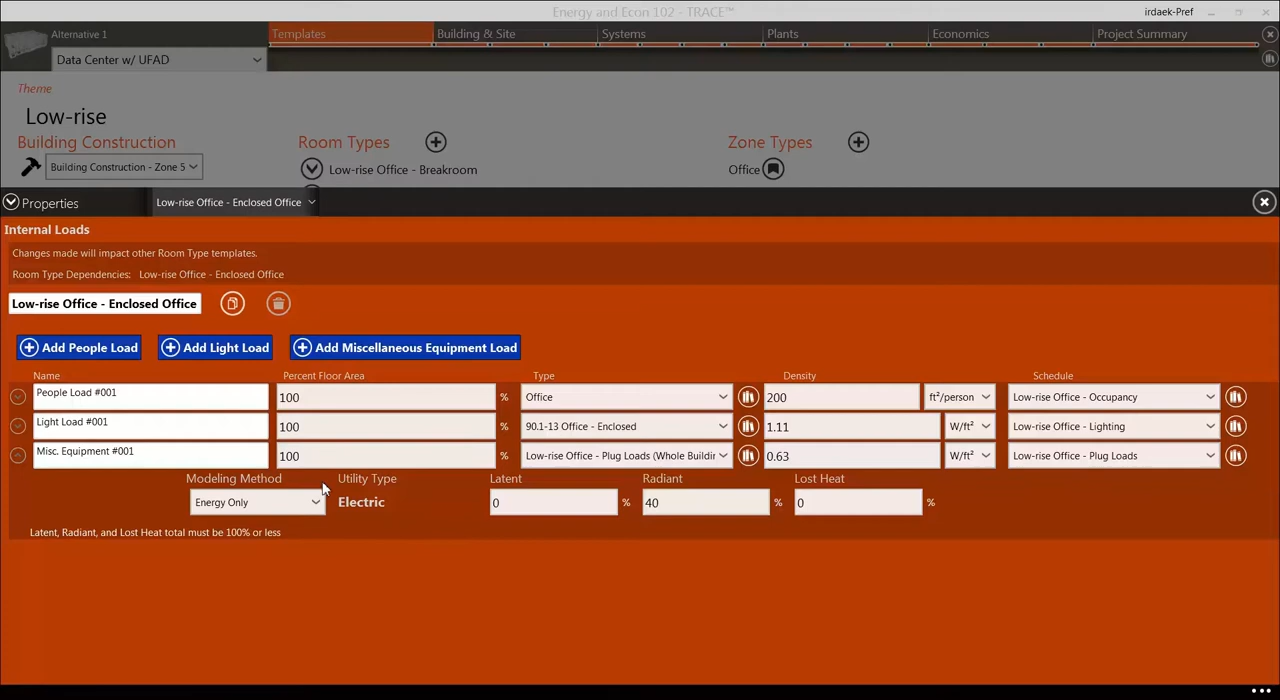 Energy and Econ 102 - TRACE™
irdaek-Pref
Alternative 1
Templates
Building & Site
Systems
Plants
Economics
Project Summary
Data Center w/ UFAD
Theme
Low-rise
Building Construction
Room Types
Zone Types
Building Construction - Zone 5
Low-rise Office - Breakroom
Office
Properties
Low-rise Office - Enclosed Office
Internal Loads
Changes made will impact other Room Type templates.
Room Type Dependencies: Low-rise Office - Enclosed Office
Low-rise Office - Enclosed Office
Add People Load
Add Light Load
Add Miscellaneous Equipment Load
Name Percent Floor Area Type Density Schedule
People Load #001 100 % Office 200 ft²/person Low-rise Office - Occupancy
Light Load #001 100 % 90.1-13 Office - Enclosed 1.11 W/ft² Low-rise Office - Lighting
Misc. Equipment #001 100 % Low-rise Office - Plug Loads (Whole Buildin 0.63 W/ft² Low-rise Office - Plug Loads
Modeling Method Utility Type Latent Radiant Lost Heat
Energy Only Electric 0 % 40 % 0 %
Latent, Radiant, and Lost Heat total must be 100% or less